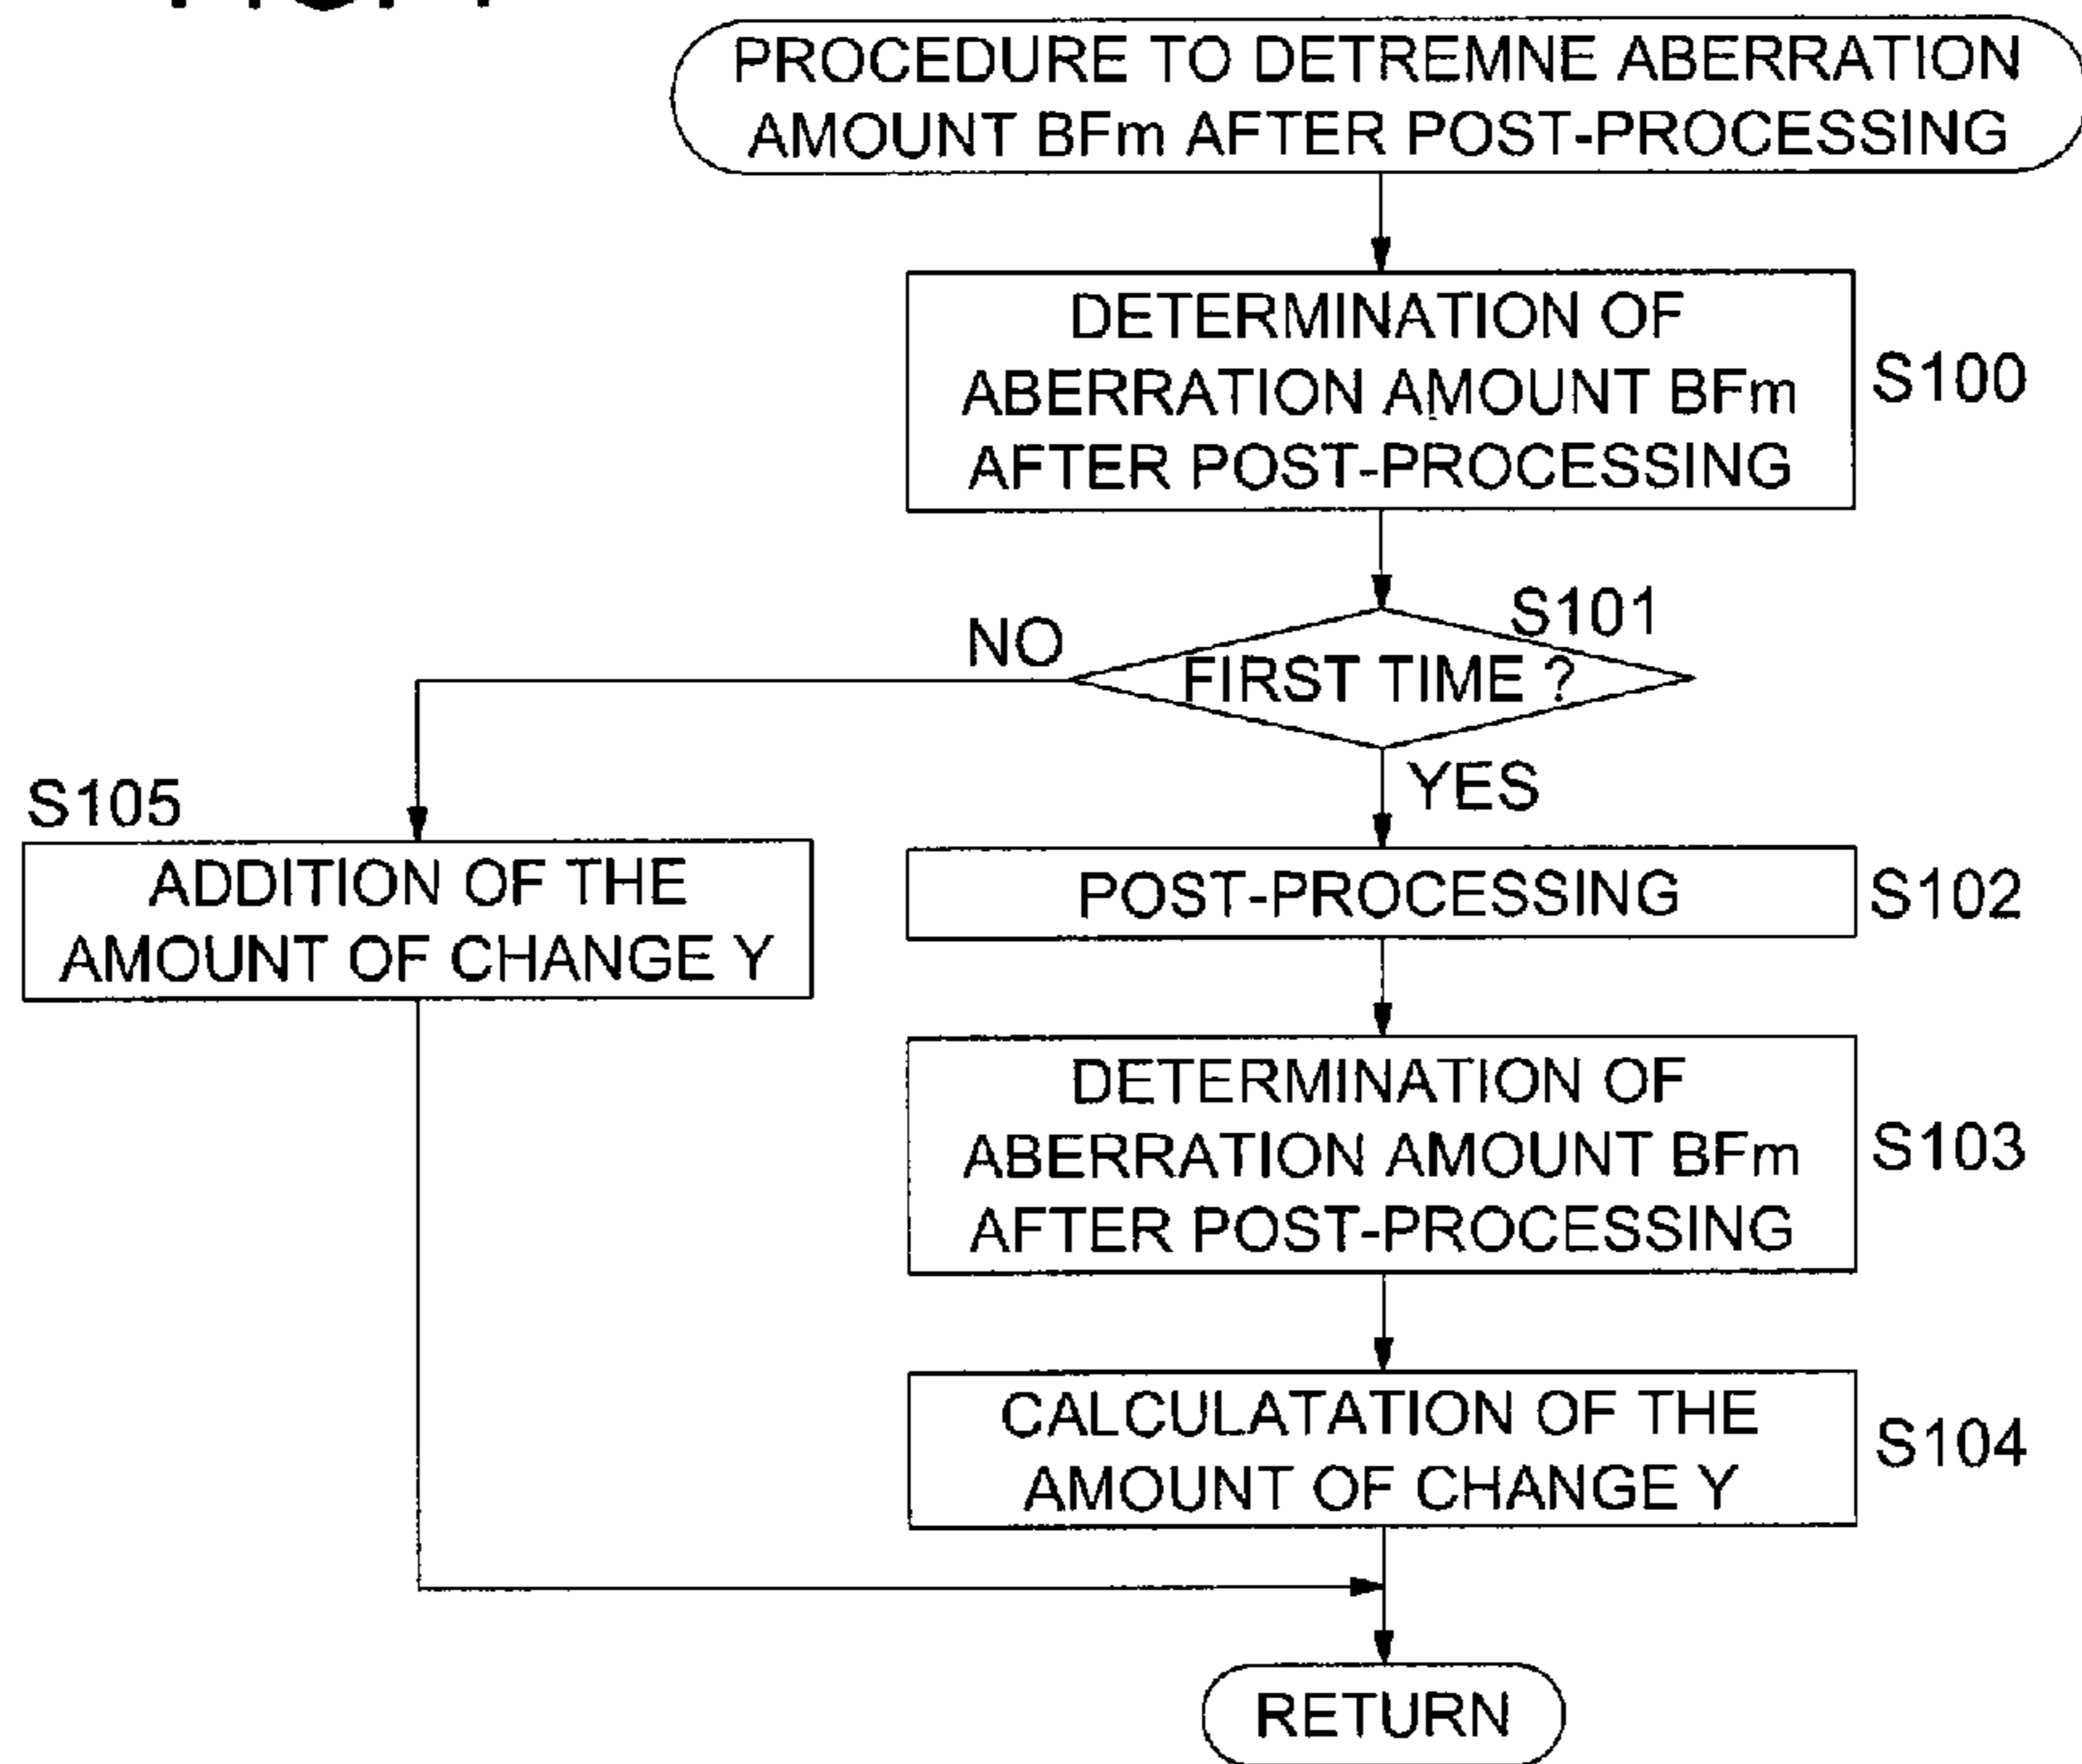 PROCEDURE TO DETREMNE ABERRATION
AMOUNT BFm AFTER POST-PROCESSING
DETERMINATION OF
ABERRATION AMOUNT BFm
AFTER POST-PROCESSING
S100
S101
NO
FIRST TIME ?
YES
S105
ADDITION OF THE
AMOUNT OF CHANGE Y
POST-PROCESSING
S102
DETERMINATION OF
ABERRATION AMOUNT BFm
AFTER POST-PROCESSING
S103
CALCULATATION OF THE
AMOUNT OF CHANGE Y
S104
RETURN